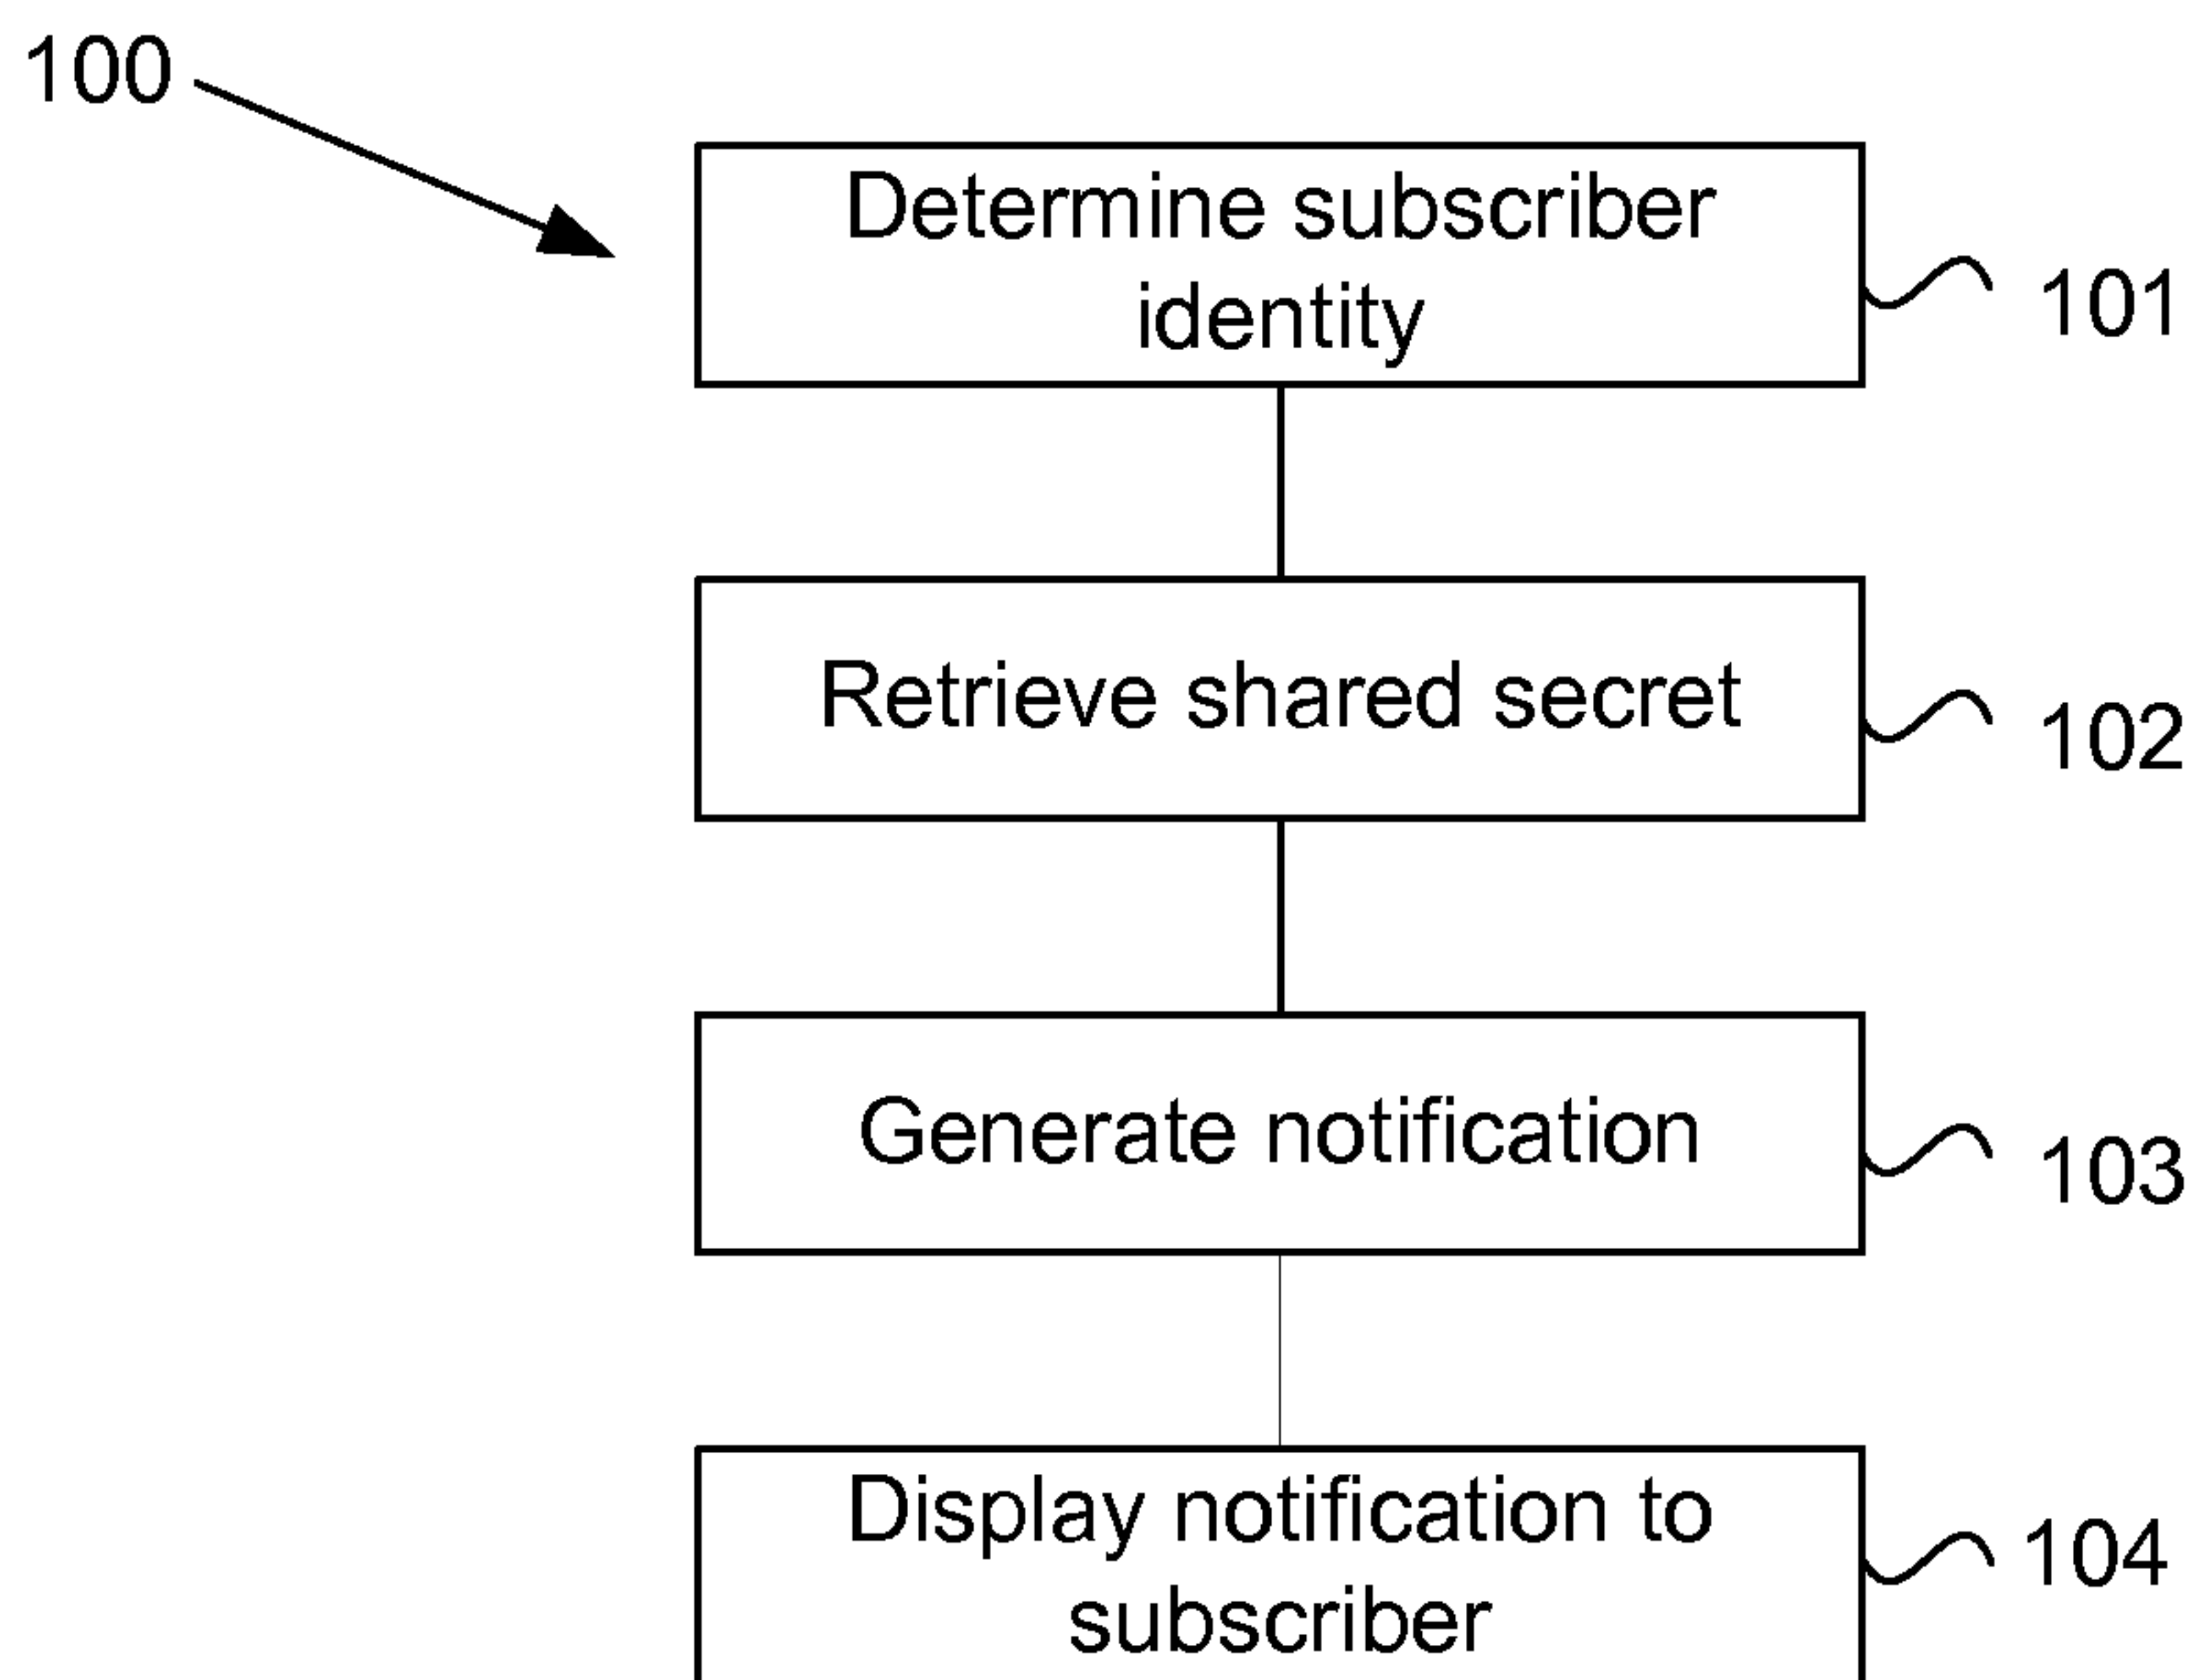 100
Determine subscriber
identity
101
Retrieve shared secret
102
Generate notification
103
Display notification to
subscriber
104